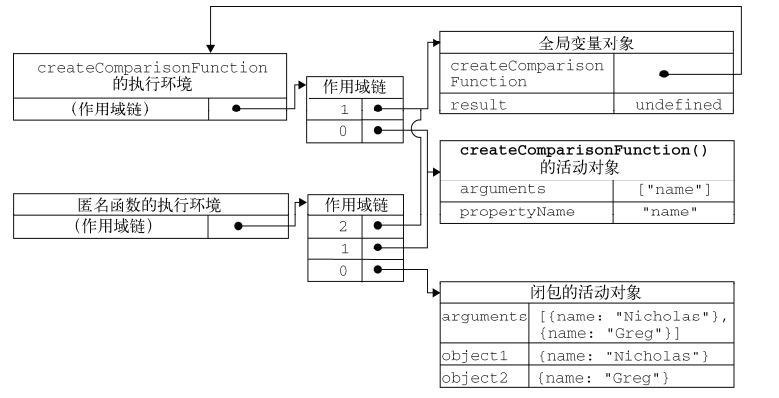 createComparisonFunction
的执行环境
(作用域链)
作用域链
1
0
全局变量对象
createComparison
Function
result undefined
createComparisonFunction()
的活动对象
arguments ["name"]
propertyName "name"
匿名函数的执行环境
(作用域链)
作用域链
2
1
0
闭包的活动对象
arguments [{name: "Nicholas"},
{name: "Greg"}]
object1 {name: "Nicholas"}
object2 {name: "Greg"}